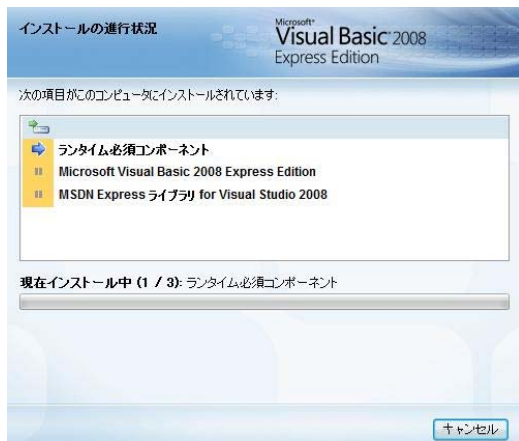 インストールの進行状況
Microsoft®
Visual Basic® 2008
Express Edition
次の項目がこのコンピュータにインストールされています:
ランタイム必須コンポーネント
Microsoft Visual Basic 2008 Express Edition
MSDN Express ライブラリ for Visual Studio 2008
現在インストール中 (1 / 3): ランタイム必須コンポーネント
キャンセル